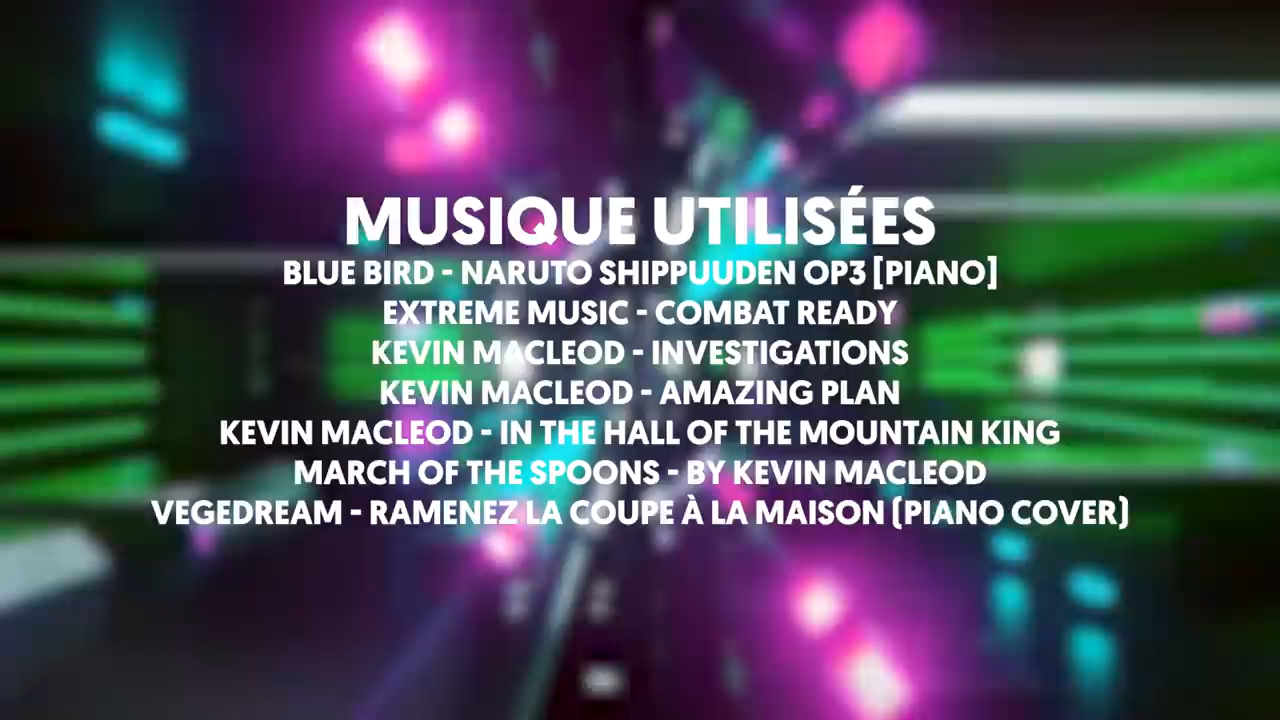 MUSIQUE UTILISÉES
BLUE BIRD - NARUTO SHIPPUUDEN OP3 [PIANO]
EXTREME MUSIC - COMBAT READY
KEVIN MACLEOD - INVESTIGATIONS
KEVIN MACLEOD - AMAZING PLAN
KEVIN MACLEOD - IN THE HALL OF THE MOUNTAIN KING
MARCH OF THE SPOONS - BY KEVIN MACLEOD
VEGEDREAM - RAMENEZ LA COUPE À LA MAISON (PIANO COVER)